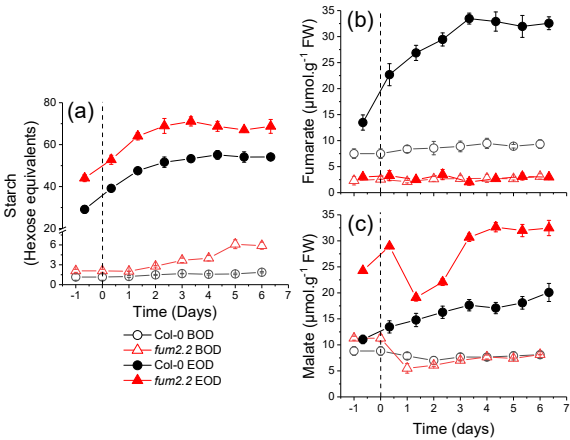 (a)
Starch
(Hexose equivalents)
80
60
40
20
6
4
2
0
-1 0 1 2 3 4 5 6 7
Time (Days)
Col-0 BOD
fum2.2 BOD
Col-0 EOD
fum2.2 EOD
(b)
Fumarate (µmol.g⁻¹ FW)
35
30
25
20
15
10
5
0
(c)
Malate (µmol.g⁻¹ FW)
35
30
25
20
15
10
5
0
-1 0 1 2 3 4 5 6 7
Time (days)